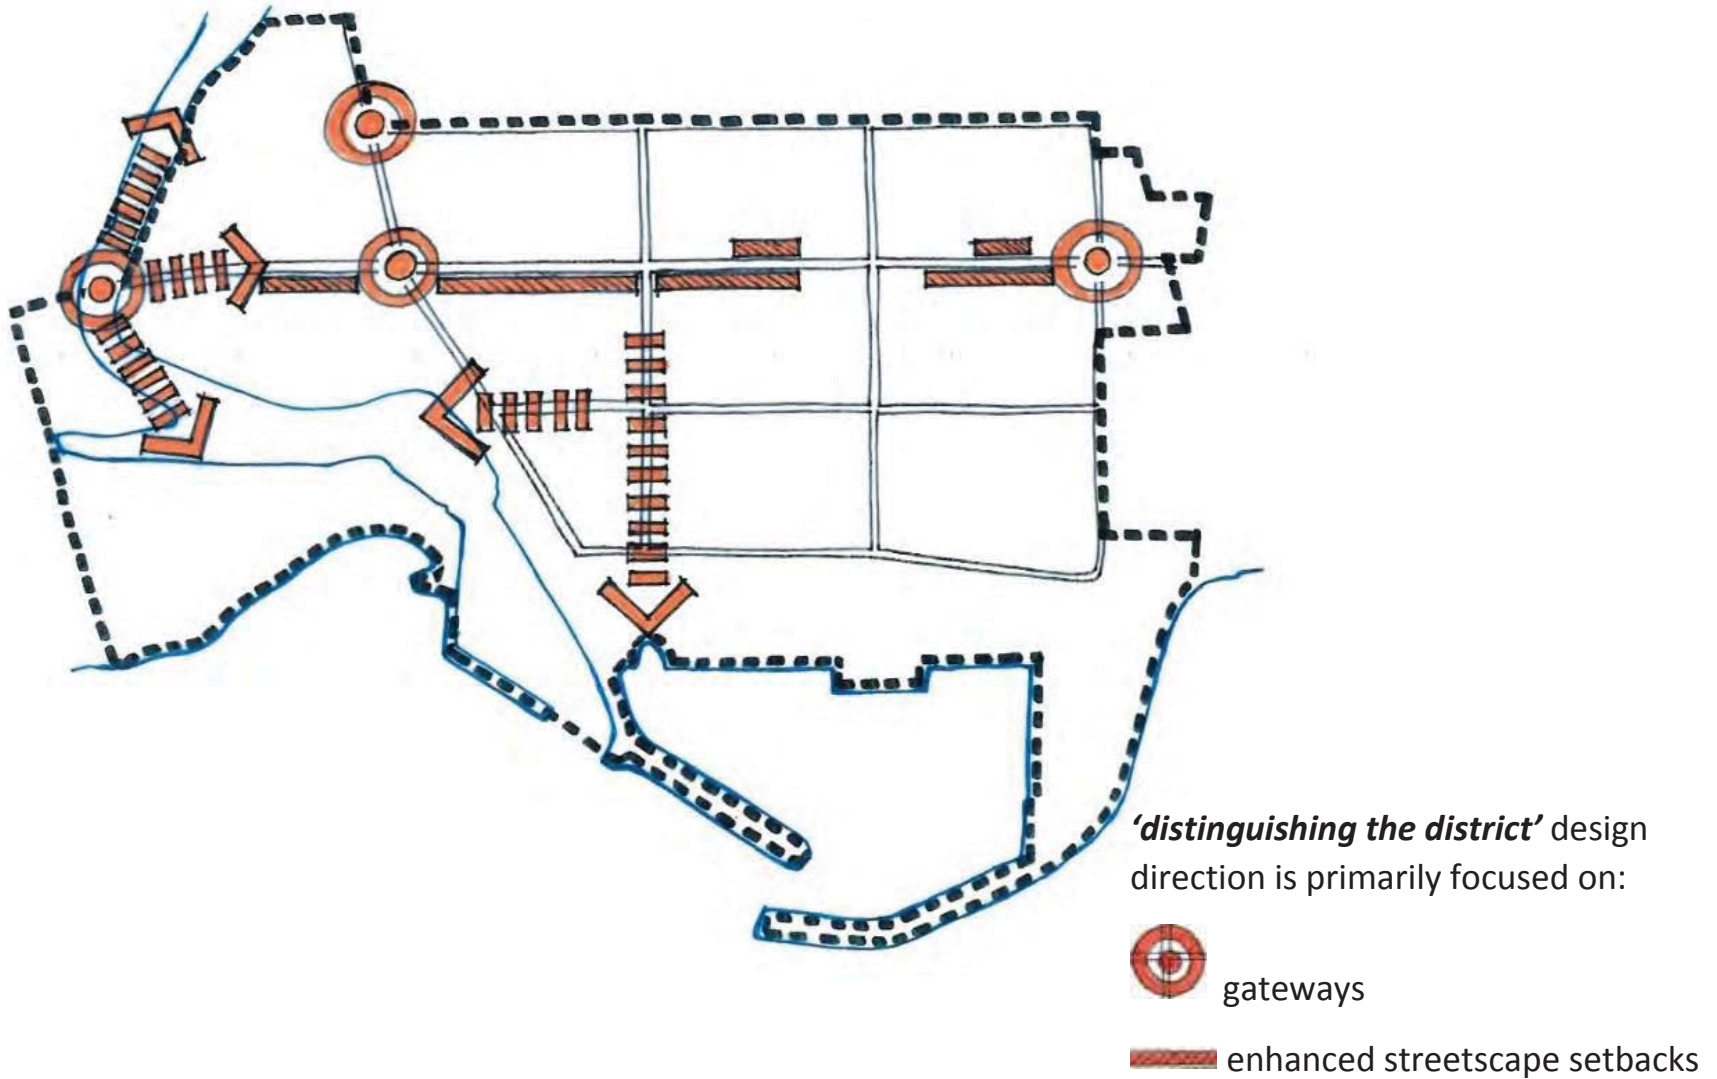 ‘distinguishing the district’ design
direction is primarily focused on:
gateways
enhanced streetscape setbacks